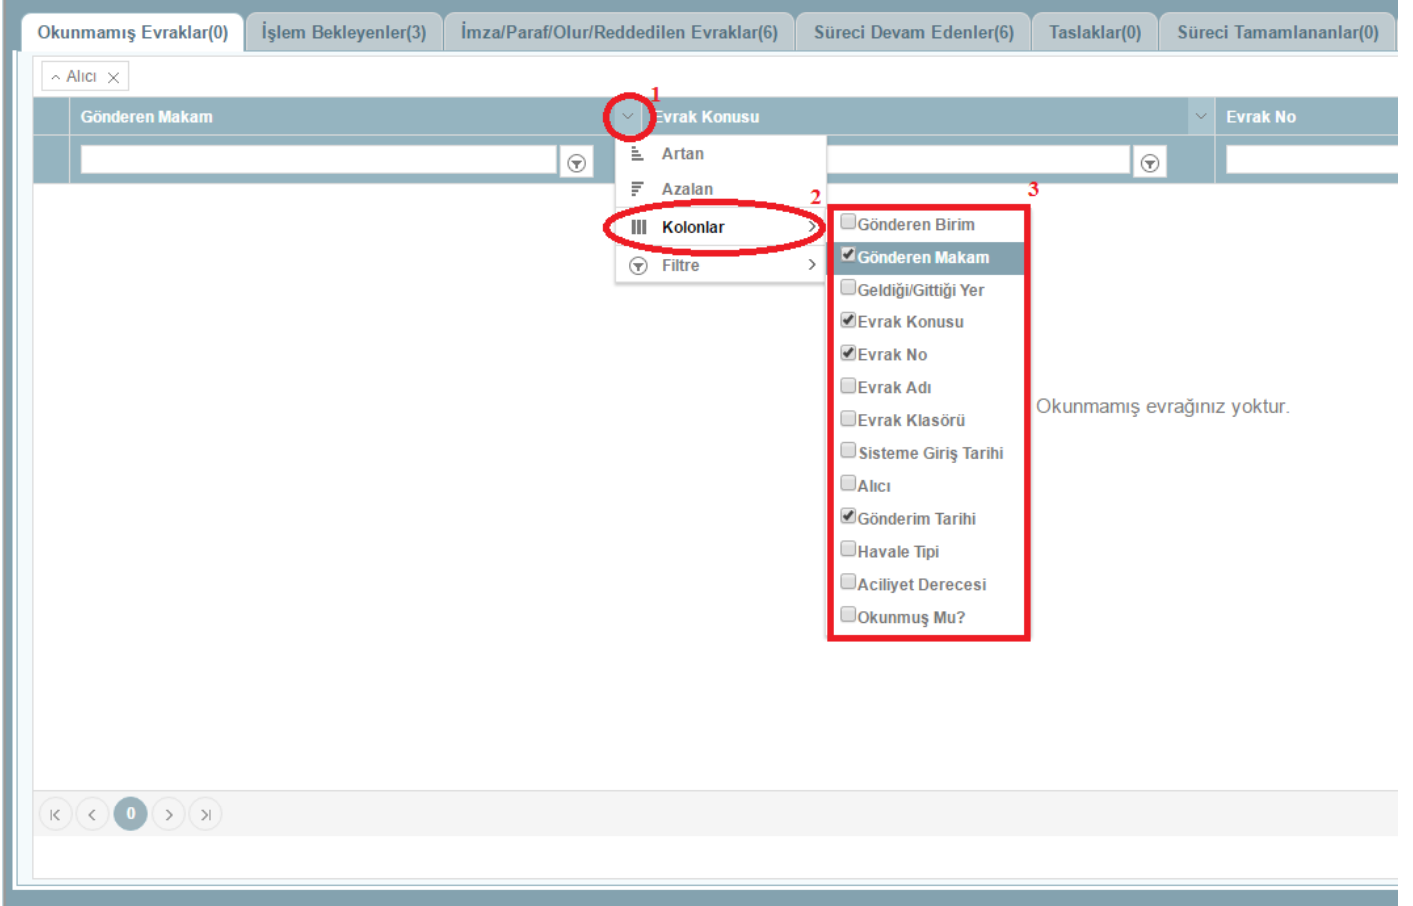 Okunmamış Evraklar(0) İşlem Bekleyenler(3) İmza/Paraf/Olur/Reddedilen Evraklar(6) Süreci Devam Edenler(6) Taslaklar(0) Süreci Tamamlananlar(0)
Alıcı
1
Gönderen Makam Evrak Konusu Evrak No
Artan
Azalan
2
3
Kolonlar
Filtre
Gönderen Birim
Gönderen Makam
Geldiği/Gittiği Yer
Evrak Konusu
Evrak No
Evrak Adı
Evrak Klasörü
Sisteme Giriş Tarihi
Alıcı
Gönderim Tarihi
Havale Tipi
Aciliyet Derecesi
Okunmuş Mu?
Okunmamış evrağınız yoktur.
0